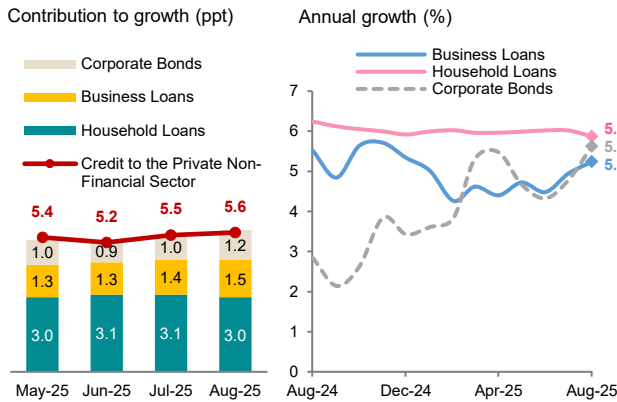 Contribution to growth (ppt)
Corporate Bonds
Business Loans
Household Loans
Credit to the Private Non-
Financial Sector
5.4 5.2 5.5 5.6
1.0 0.9 1.0 1.2
1.3 1.3 1.4 1.5
3.0 3.1 3.1 3.0
May-25 Jun-25 Jul-25 Aug-25
Annual growth (%)
Business Loans
Household Loans
Corporate Bonds
7
6
5
4
3
2
1
0
5.
5.
5.
Aug-24 Dec-24 Apr-25 Aug-25